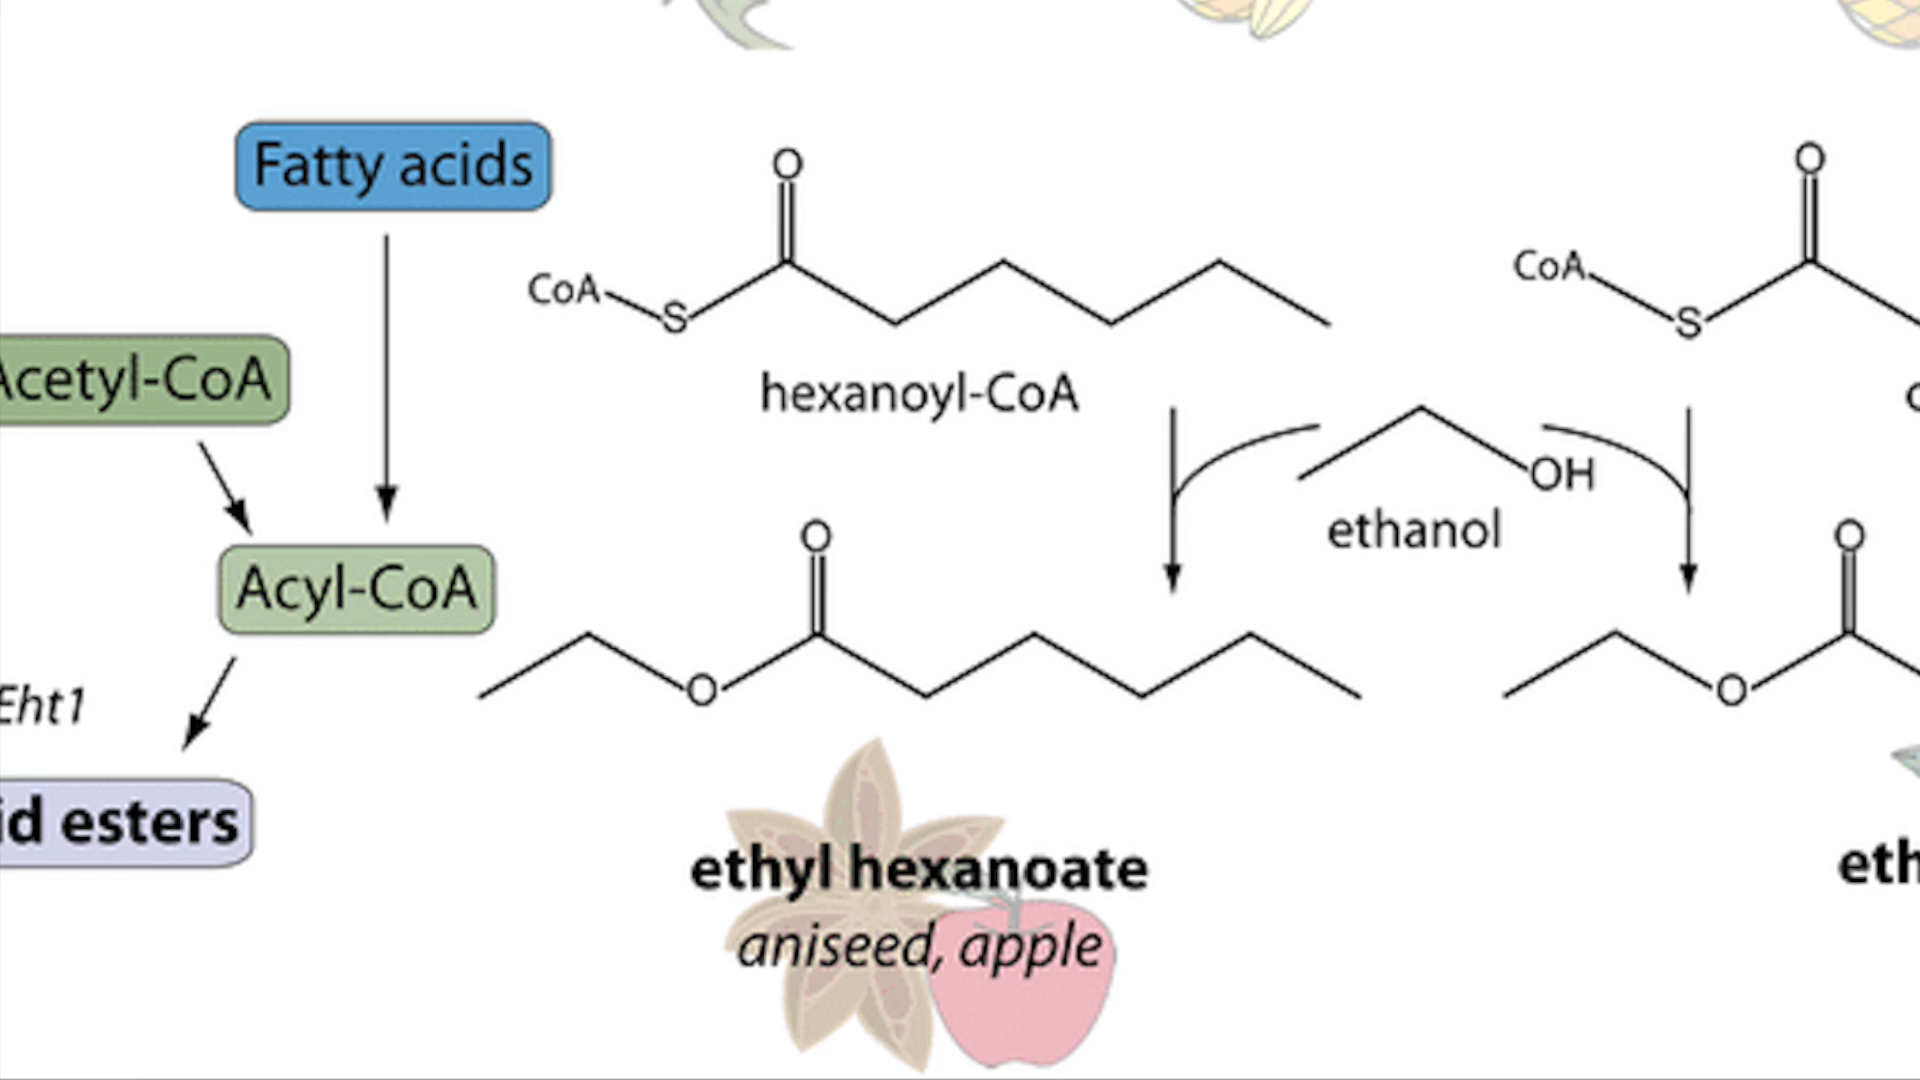 Fatty acids
O
CoA
S
hexanoyl-CoA
O
CoA
S
Acetyl-CoA
OH
ethanol
Acyl-CoA
O
O
O
O
Eht1
id esters
ethyl hexanoate
aniseed, apple
eth